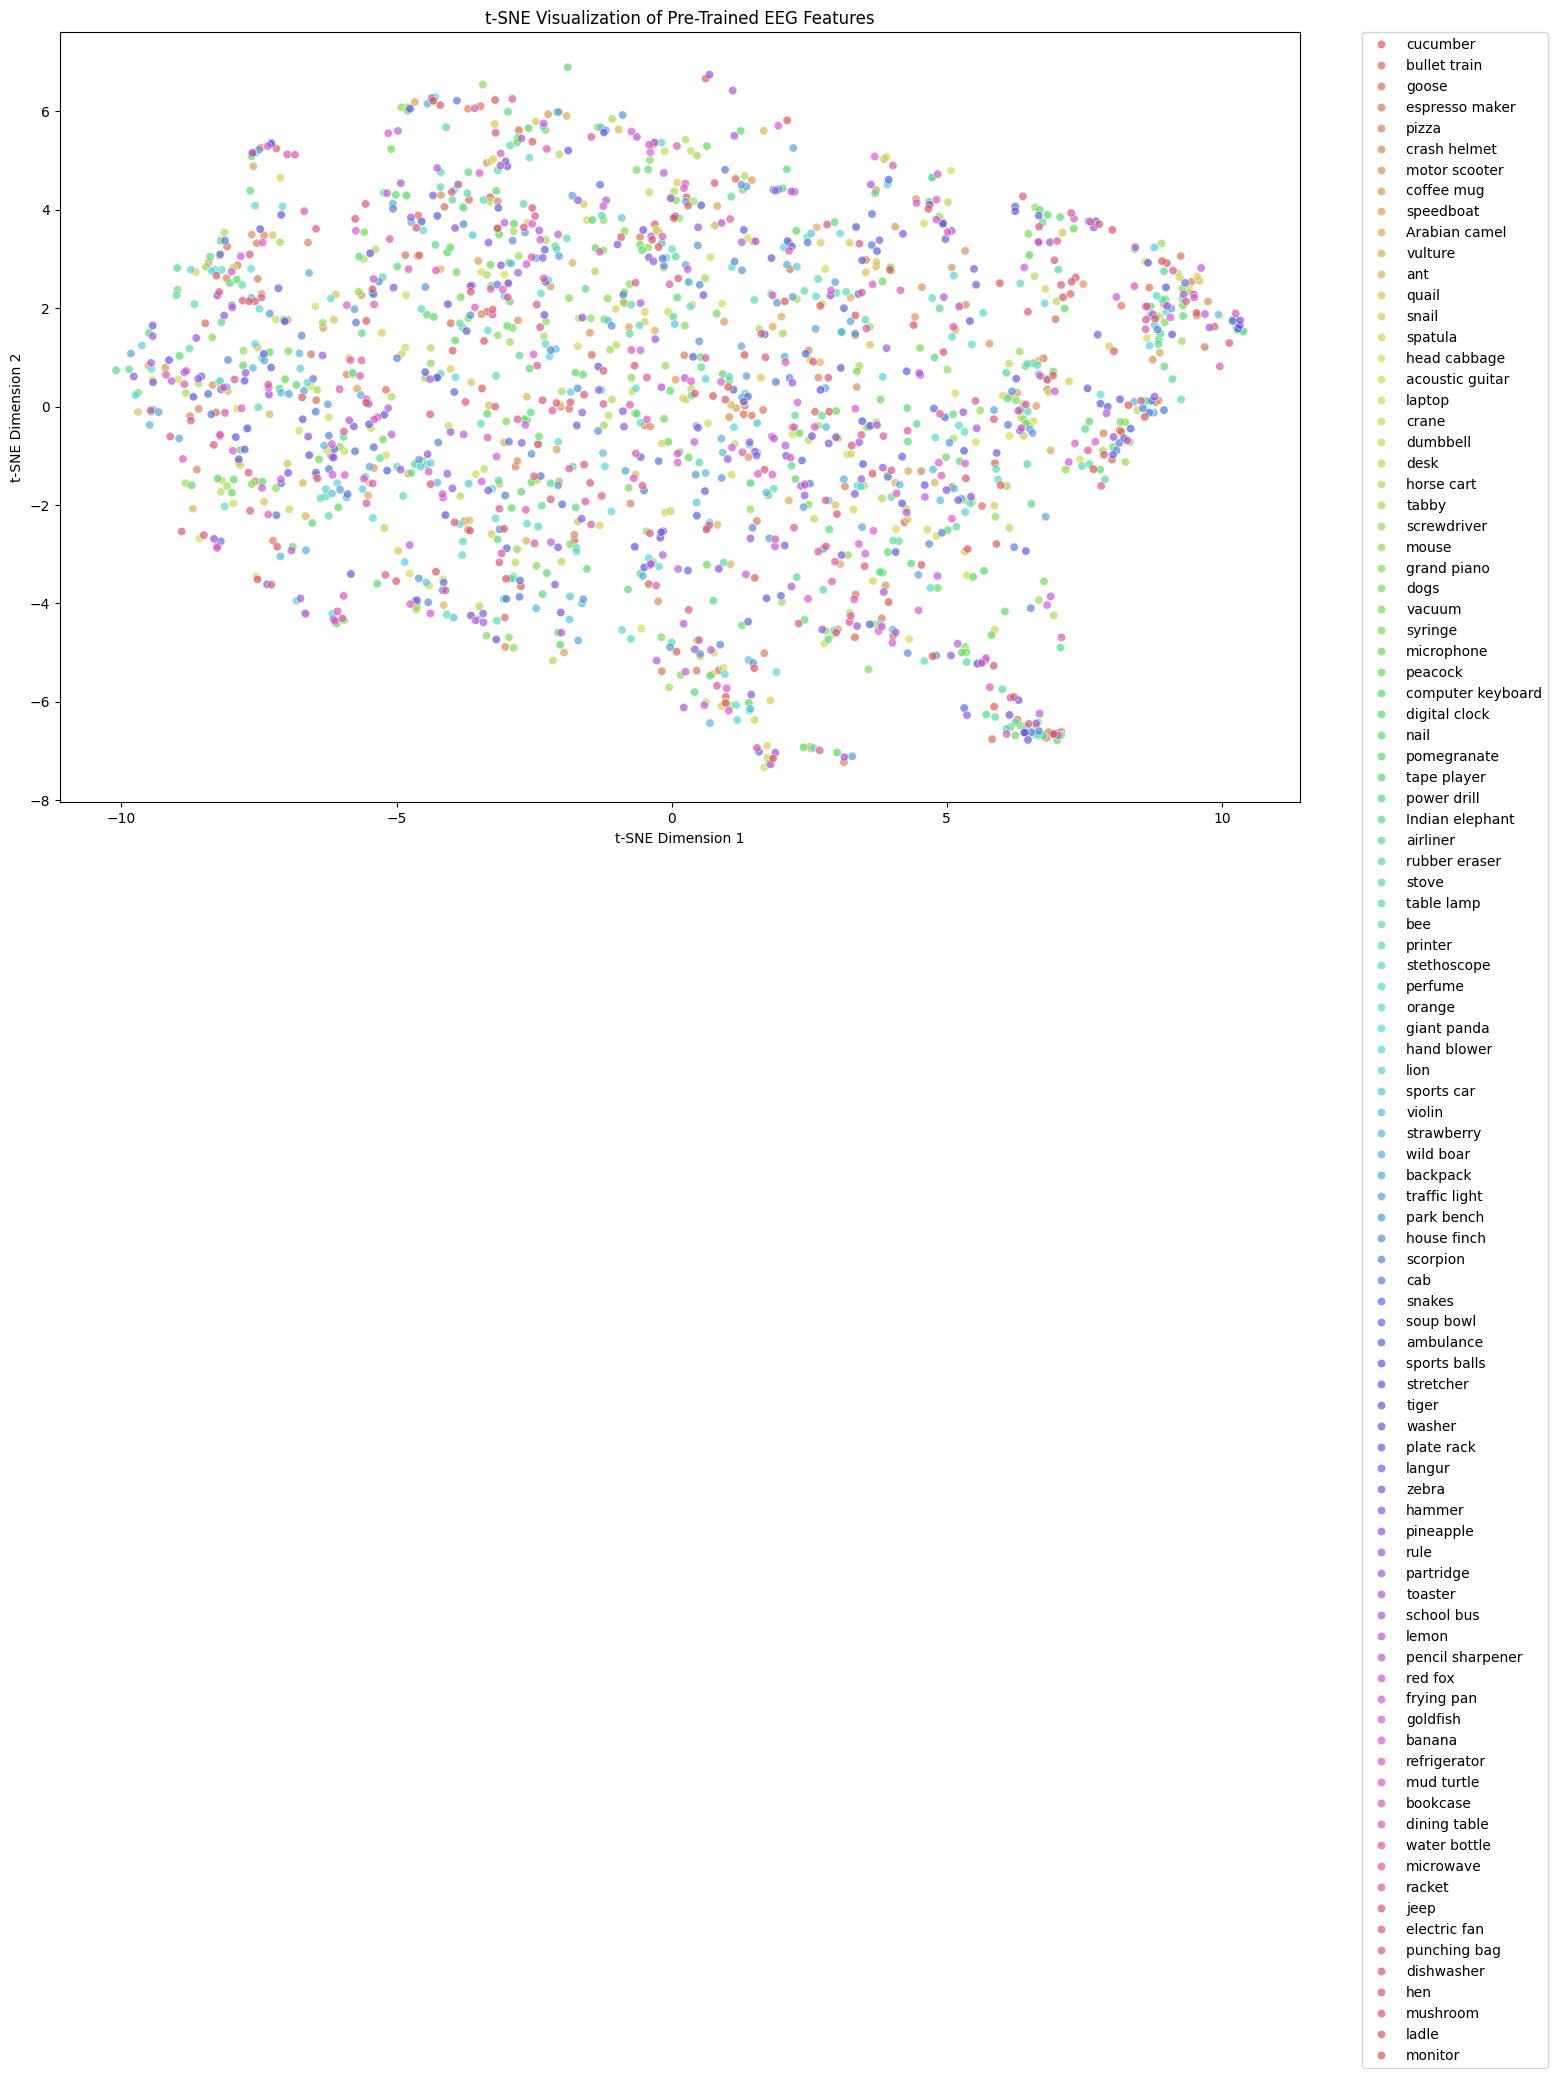 t-SNE Visualization of Pre-Trained EEG Features
t-SNE Dimension 2
6
4
2
0
−2
−4
−6
−8
−10
−5
0
5
10
t-SNE Dimension 1
cucumber
bullet train
goose
espresso maker
pizza
crash helmet
motor scooter
coffee mug
speedboat
Arabian camel
vulture
ant
quail
snail
spatula
head cabbage
acoustic guitar
laptop
crane
dumbbell
desk
horse cart
tabby
screwdriver
mouse
grand piano
dogs
vacuum
syringe
microphone
peacock
computer keyboard
digital clock
nail
pomegranate
tape player
power drill
Indian elephant
airliner
rubber eraser
stove
table lamp
bee
printer
stethoscope
perfume
orange
giant panda
hand blower
lion
sports car
violin
strawberry
wild boar
backpack
traffic light
park bench
house finch
scorpion
cab
snakes
soup bowl
ambulance
sports balls
stretcher
tiger
washer
plate rack
langur
zebra
hammer
pineapple
rule
partridge
toaster
school bus
lemon
pencil sharpener
red fox
frying pan
goldfish
banana
refrigerator
mud turtle
bookcase
dining table
water bottle
microwave
racket
jeep
electric fan
punching bag
dishwasher
hen
mushroom
ladle
monitor